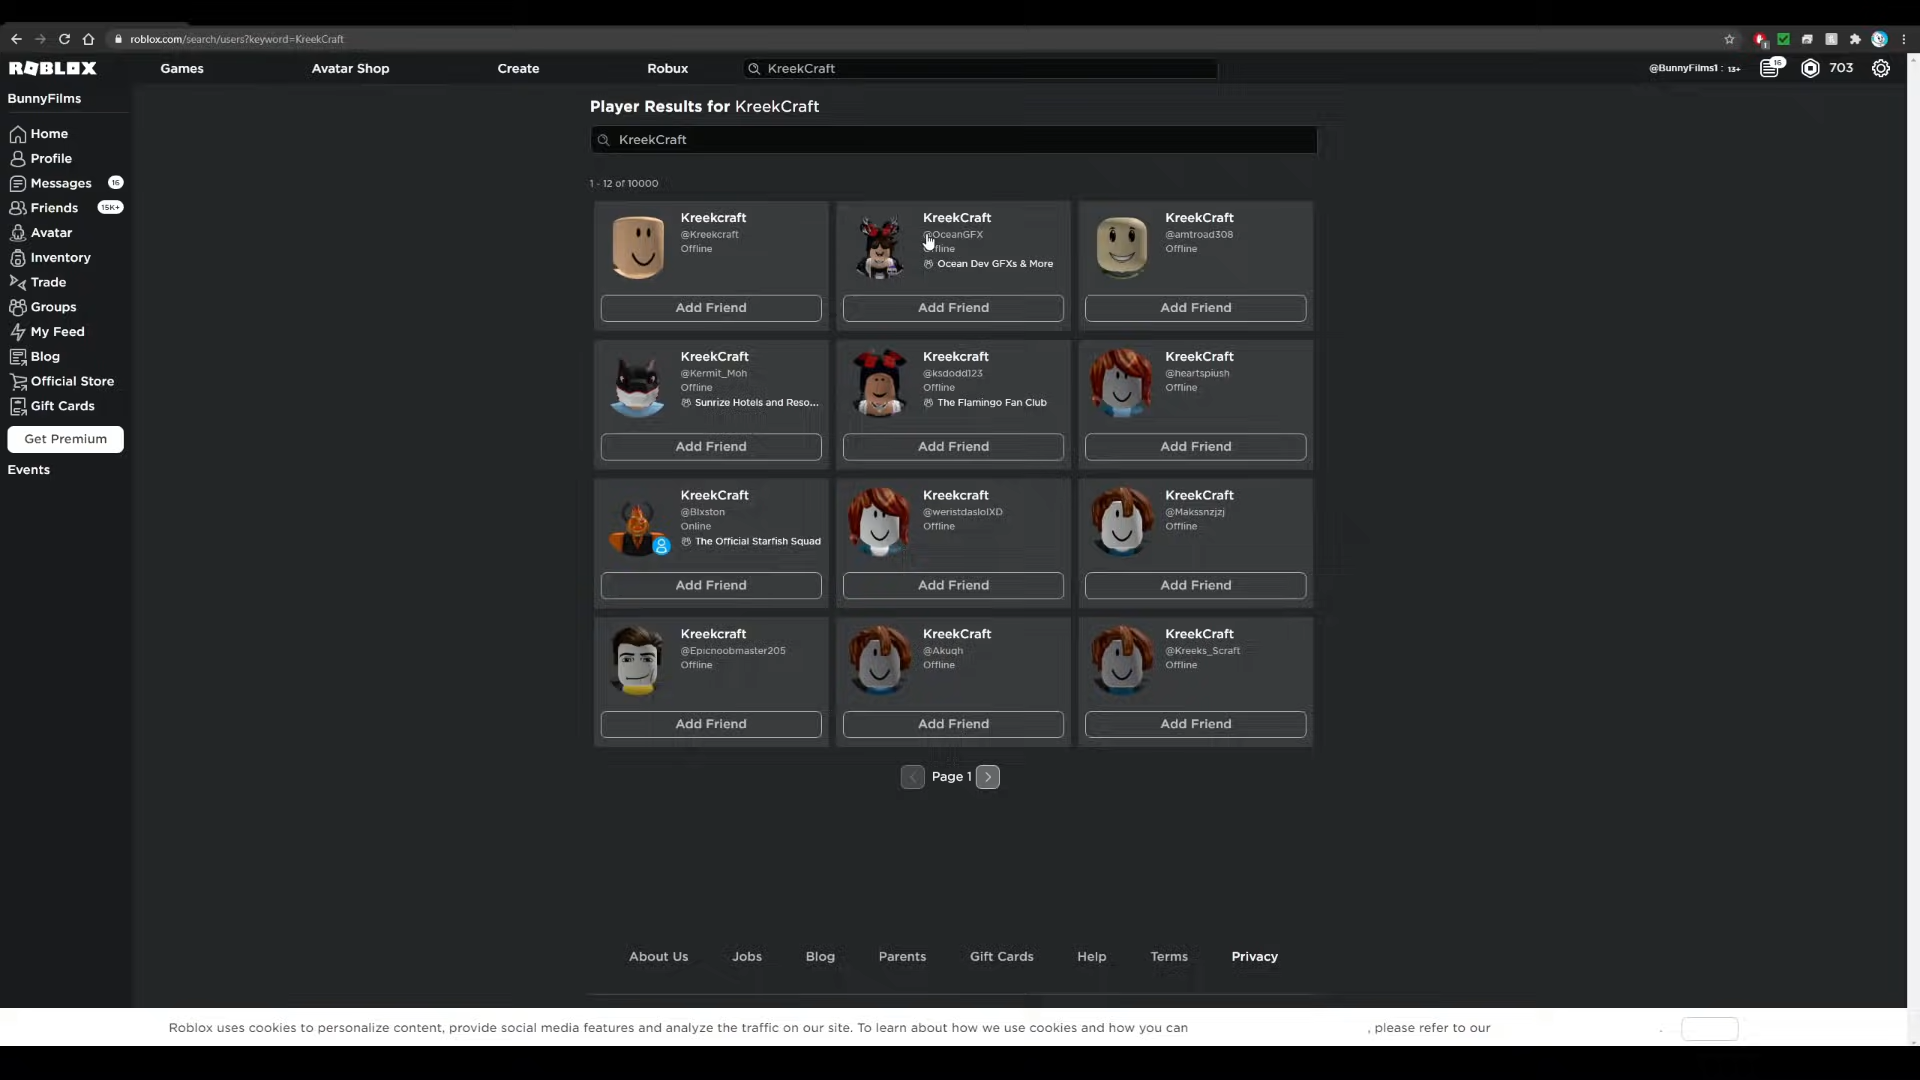 roblox.com/search/users?keyword=KreekCraft
ROBLOX
Games
Avatar Shop
Create
Robux
KreekCraft
@BunnyFilms1 : 13+
16
703
BunnyFilms
Home
Profile
Messages 16
Friends 15K+
Avatar
Inventory
Trade
Groups
My Feed
Blog
Official Store
Gift Cards
Get Premium
Events
Player Results for KreekCraft
KreekCraft
1 - 12 of 10000
Kreekcraft
@Kreekcraft
Offline
Add Friend
KreekCraft
@OceanGFX
Ocean Dev GFXs & More
Add Friend
KreekCraft
@amtroad308
Offline
Add Friend
KreekCraft
@Kermit_Moh
Offline
Sunrize Hotels and Reso...
Add Friend
Kreekcraft
@ksdodd123
Offline
The Flamingo Fan Club
Add Friend
KreekCraft
@heartspiush
Offline
Add Friend
KreekCraft
@Blxston
Online
The Official Starfish Squad
Add Friend
Kreekcraft
@weristdaslolXD
Offline
Add Friend
KreekCraft
@Makssnzjzj
Offline
Add Friend
Kreekcraft
@Epicnoobmaster205
Offline
Add Friend
KreekCraft
@Akuqh
Offline
Add Friend
KreekCraft
@Kreeks_Scraft
Offline
Add Friend
Page 1
About Us
Jobs
Blog
Parents
Gift Cards
Help
Terms
Privacy
Roblox uses cookies to personalize content, provide social media features and analyze the traffic on our site. To learn about how we use cookies and how you can , please refer to our .